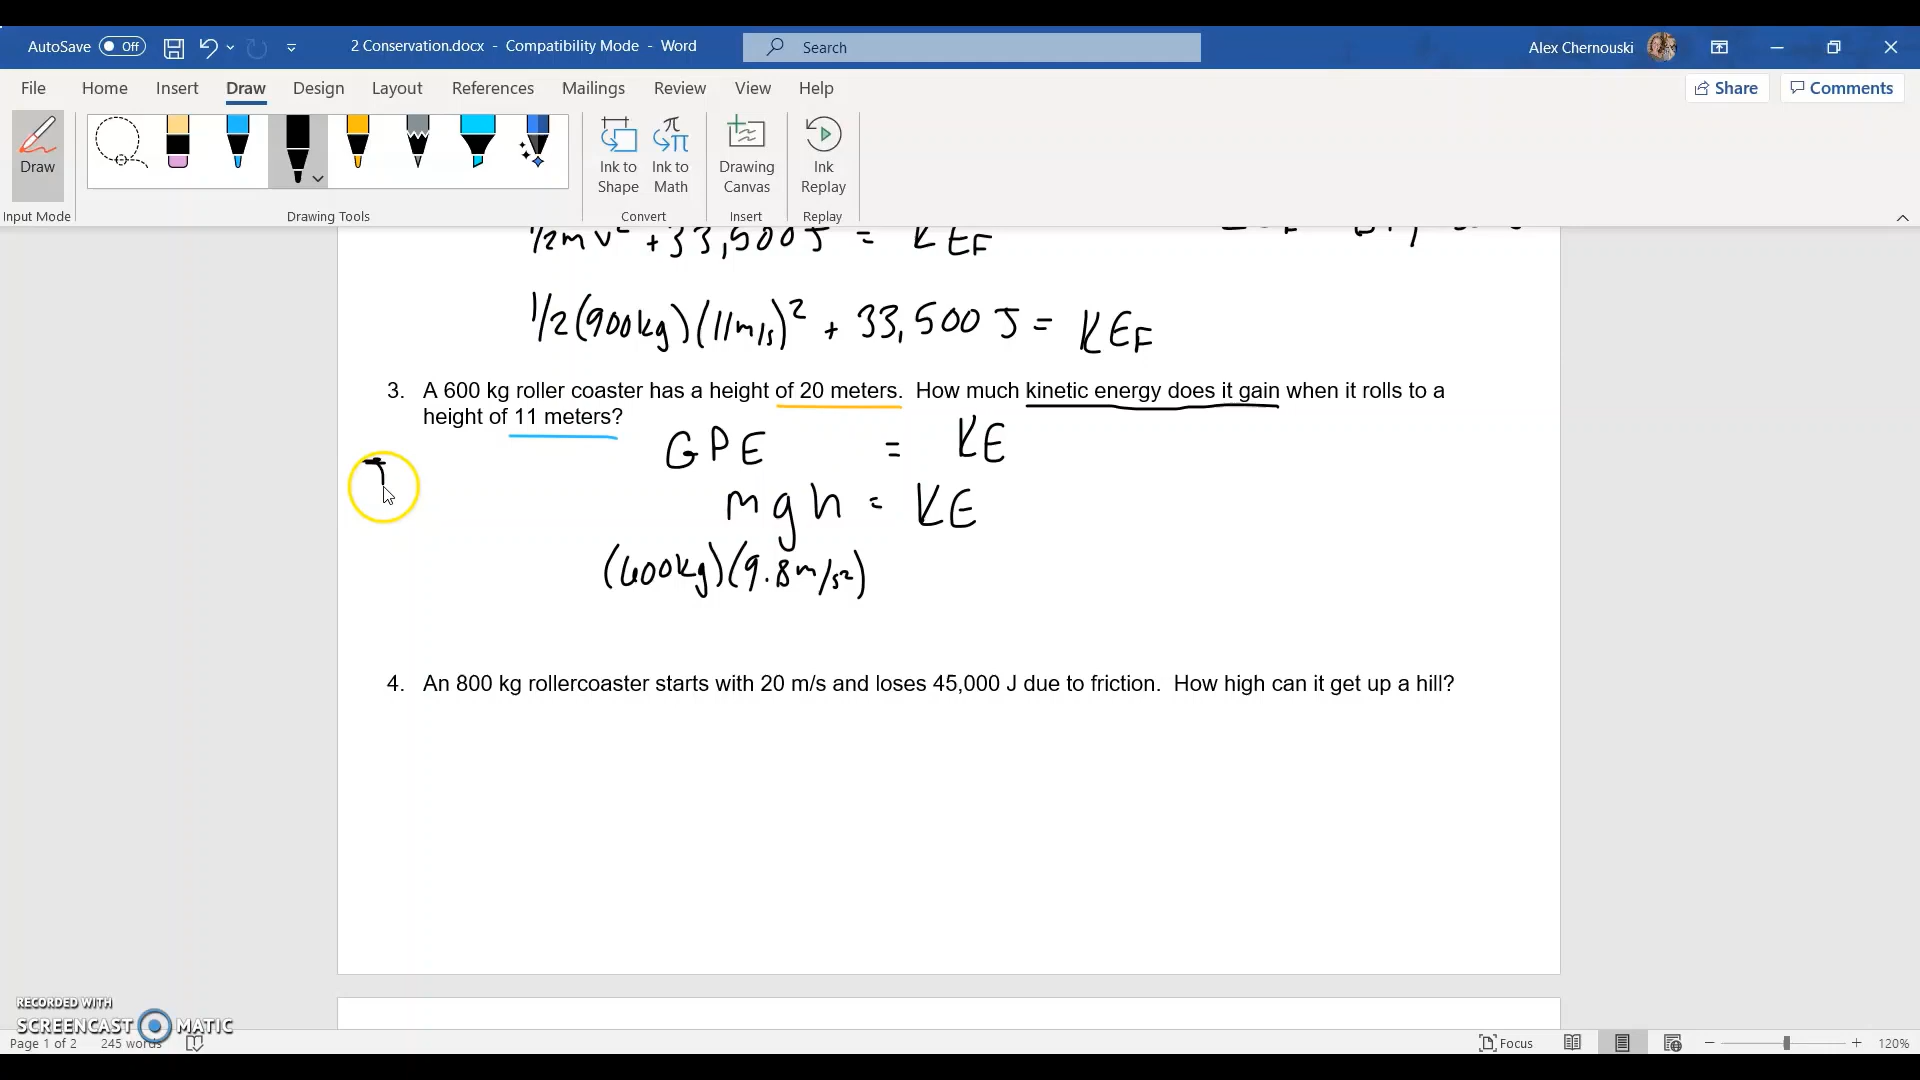 AutoSave Off 2 Conservation.docx - Compatibility Mode - Word Search Alex Chernouski
File Home Insert Draw Design Layout References Mailings Review View Help Share Comments
Draw Ink to Shape Ink to Math Drawing Canvas Ink Replay
Input Mode Drawing Tools Convert Insert Replay
1/2 m v² + 33,500 J = KEF
1/2(900kg)(11m/s)² + 33,500 J = KEF
3. A 600 kg roller coaster has a height of 20 meters. How much kinetic energy does it gain when it rolls to a
height of 11 meters?
GPE = KE
mgh = KE
(600kg)(9.8m/s²)
4. An 800 kg rollercoaster starts with 20 m/s and loses 45,000 J due to friction. How high can it get up a hill?
RECORDED WITH
SCREENCAST MATIC
Page 1 of 2 245 words Focus 120%